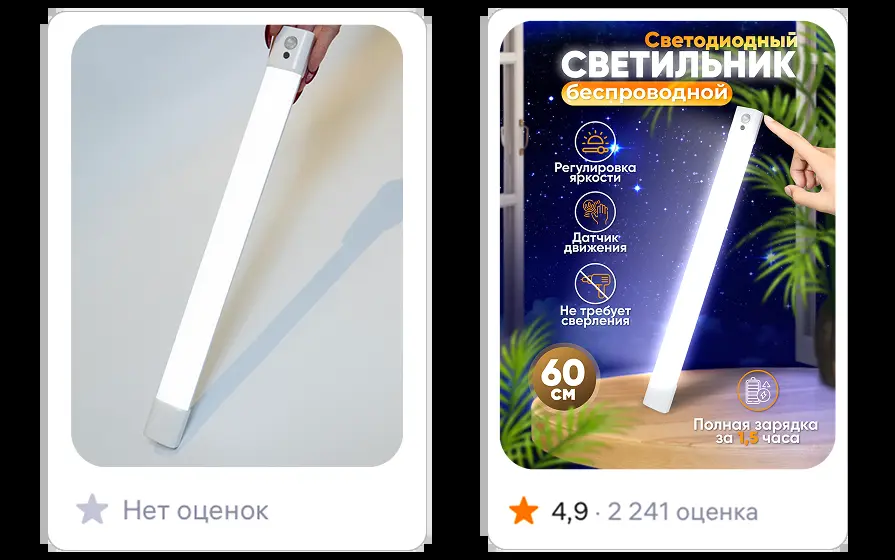 Нет оценок
Светодиодный
СВЕТИЛЬНИК
беспроводной
Регулировка
яркости
Датчик
движения
Не требует
сверления
60
см
Полная зарядка
за 1,5 часа
4,9 · 2 241 оценка